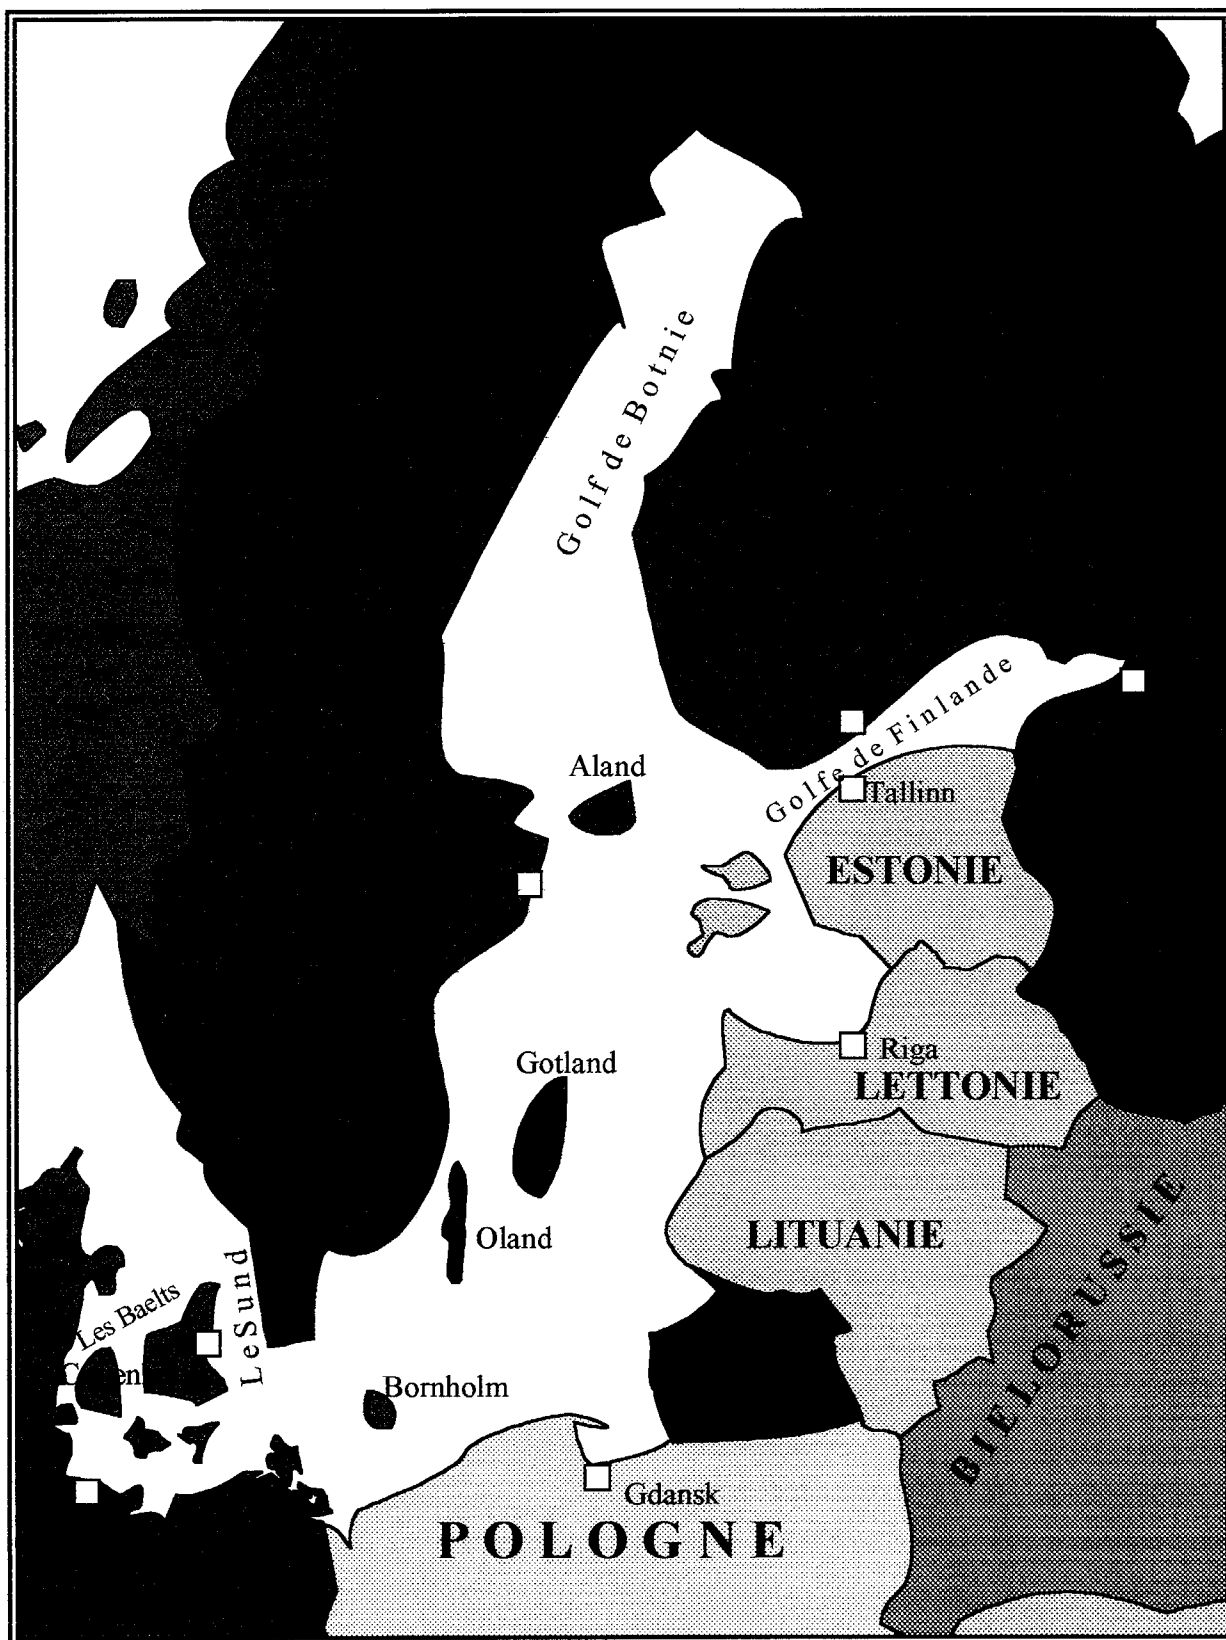 Golf de Botnie
Golfe de Finlande
Aland
Tallinn
ESTONIE
Riga
Gotland
LETTONIE
BIELORUSSIE
Oland
LITUANIE
Les Baelts
Le Sund
Bornholm
Gdansk
POLOGNE